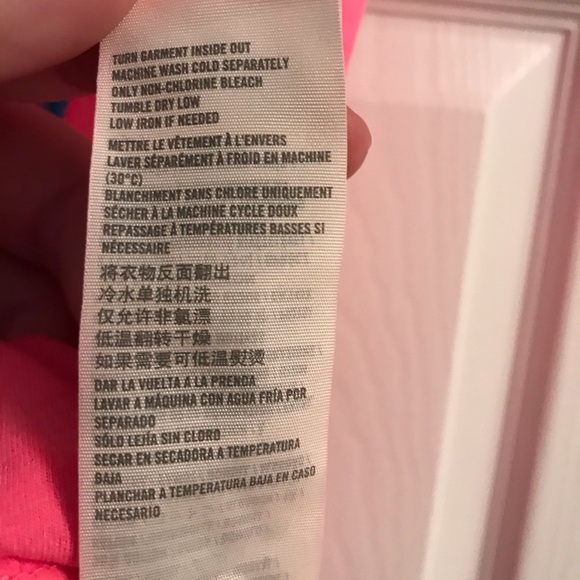 TURN GARMENT INSIDE OUT
MACHINE WASH COLD SEPARATELY
ONLY NON-CHLORINE BLEACH
TUMBLE DRY LOW
LOW IRON IF NEEDED
METTRE LE VÊTEMENT À L'ENVERS
LAVER SÉPARÉMENT À FROID EN MACHINE
(30°C)
BLANCHIMENT SANS CHLORE UNIQUEMENT
SÉCHER À LA MACHINE CYCLE DOUX
REPASSAGE À TEMPÉRATURES BASSES SI
NÉCESSAIRE
将衣物反面翻出
冷水单独机洗
仅允许非氯漂
低温翻转干燥
如果需要可低温熨烫
DAR LA VUELTA A LA PRENDA
LAVAR A MÁQUINA CON AGUA FRÍA POR
SEPARADO
SÓLO LEJÍA SIN CLORO
SECAR EN SECADORA A TEMPERATURA
BAJA
PLANCHAR A TEMPERATURA BAJA EN CASO
NECESARIO